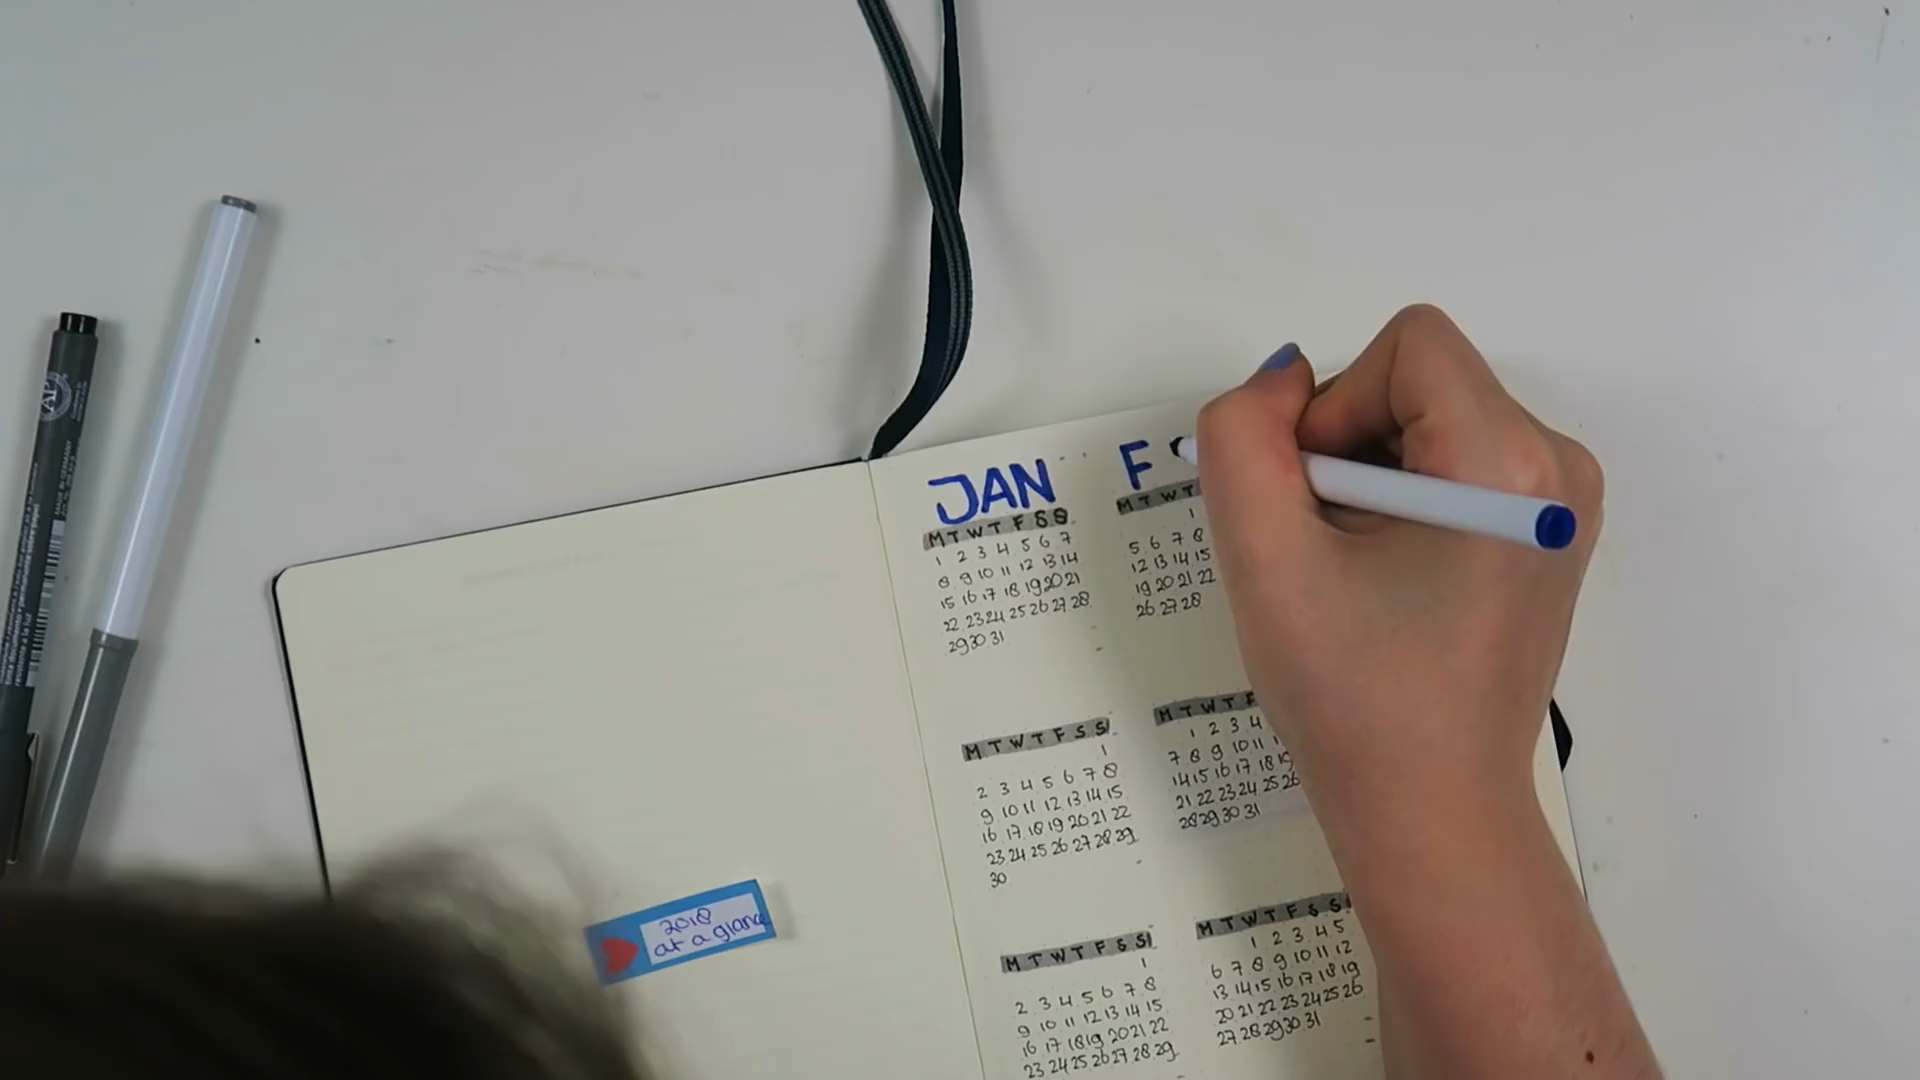 JAN
M T W T F S S
1 2 3 4 5 6 7
8 9 10 11 12 13 14
15 16 17 18 19 20 21
22 23 24 25 26 27 28
29 30 31
F
M T W T
1
5 6 7 8
12 13 14 15
19 20 21 22
26 27 28
M T W T F S S
1
2 3 4 5 6 7 8
9 10 11 12 13 14 15
16 17 18 19 20 21 22
23 24 25 26 27 28 29
30
M T W T F
1 2 3 4
7 8 9 10 11
14 15 16 17 18 19
21 22 23 24 25 26
28 29 30 31
M T W T F S S
1
2 3 4 5 6 7 8
9 10 11 12 13 14 15
16 17 18 19 20 21 22
23 24 25 26 27 28 29
M T W T F S S
1 2 3 4 5
6 7 8 9 10 11 12
13 14 15 16 17 18 19
20 21 22 23 24 25 26
27 28 29 30 31
2018
at a glance
AP
MADE IN GERMANY